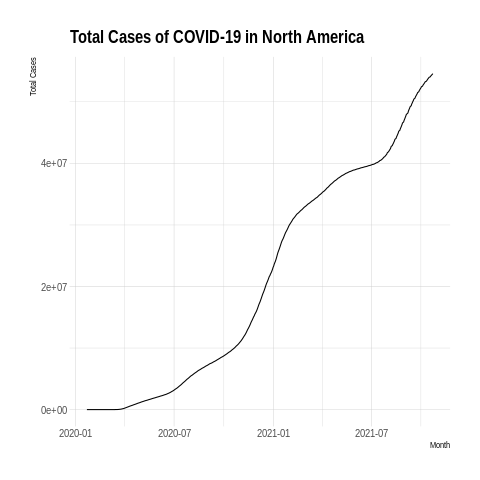 Total Cases of COVID-19 in North America
Total Cases
4e+07
2e+07
0e+00
2020-01 2020-07 2021-01 2021-07
Month